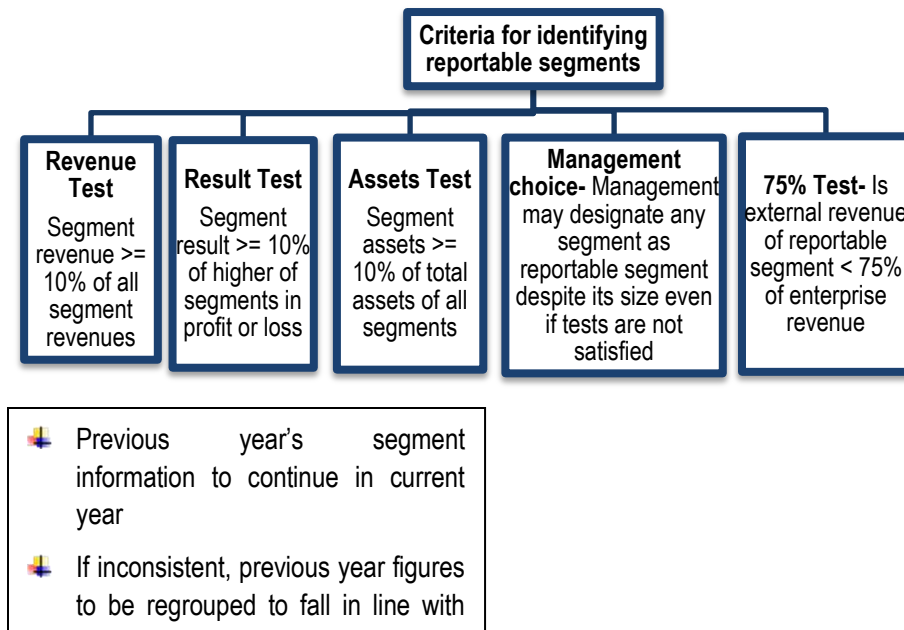 Criteria for identifying
reportable segments
Revenue
Test
Segment
revenue >=
10% of all
segment
revenues
Result Test
Segment
result >= 10%
of higher of
segments in
profit or loss
Assets Test
Segment
assets >=
10% of total
assets of all
segments
Management
choice- Management
may designate any
segment as
reportable segment
despite its size even
if tests are not
satisfied
75% Test- Is
external revenue
of reportable
segment < 75%
of enterprise
revenue
Previous year's segment
information to continue in current
year
If inconsistent, previous year figures
to be regrouped to fall in line with